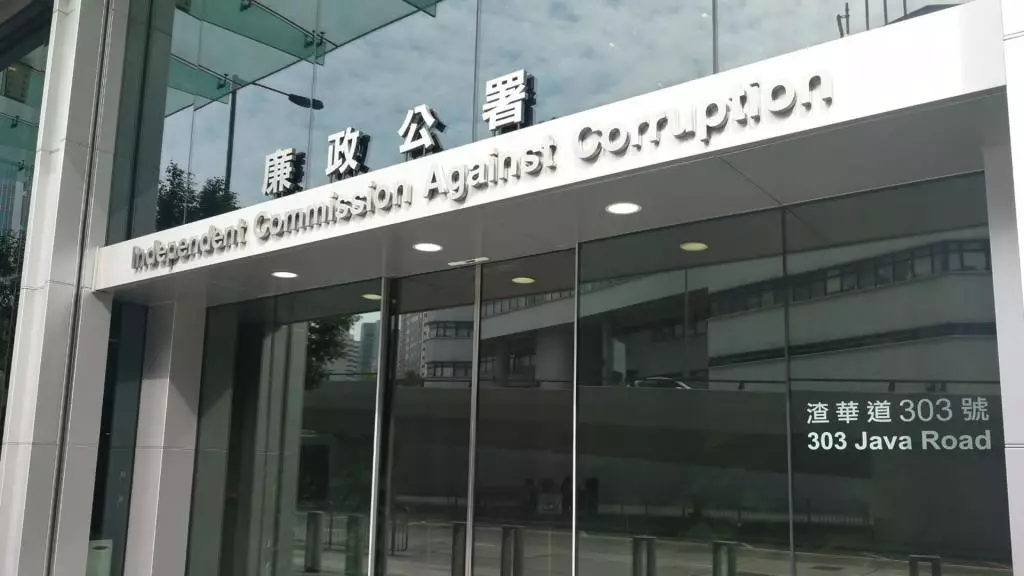 廉政公署
Independent Commission Against Corruption
渣華道303號
303 Java Road